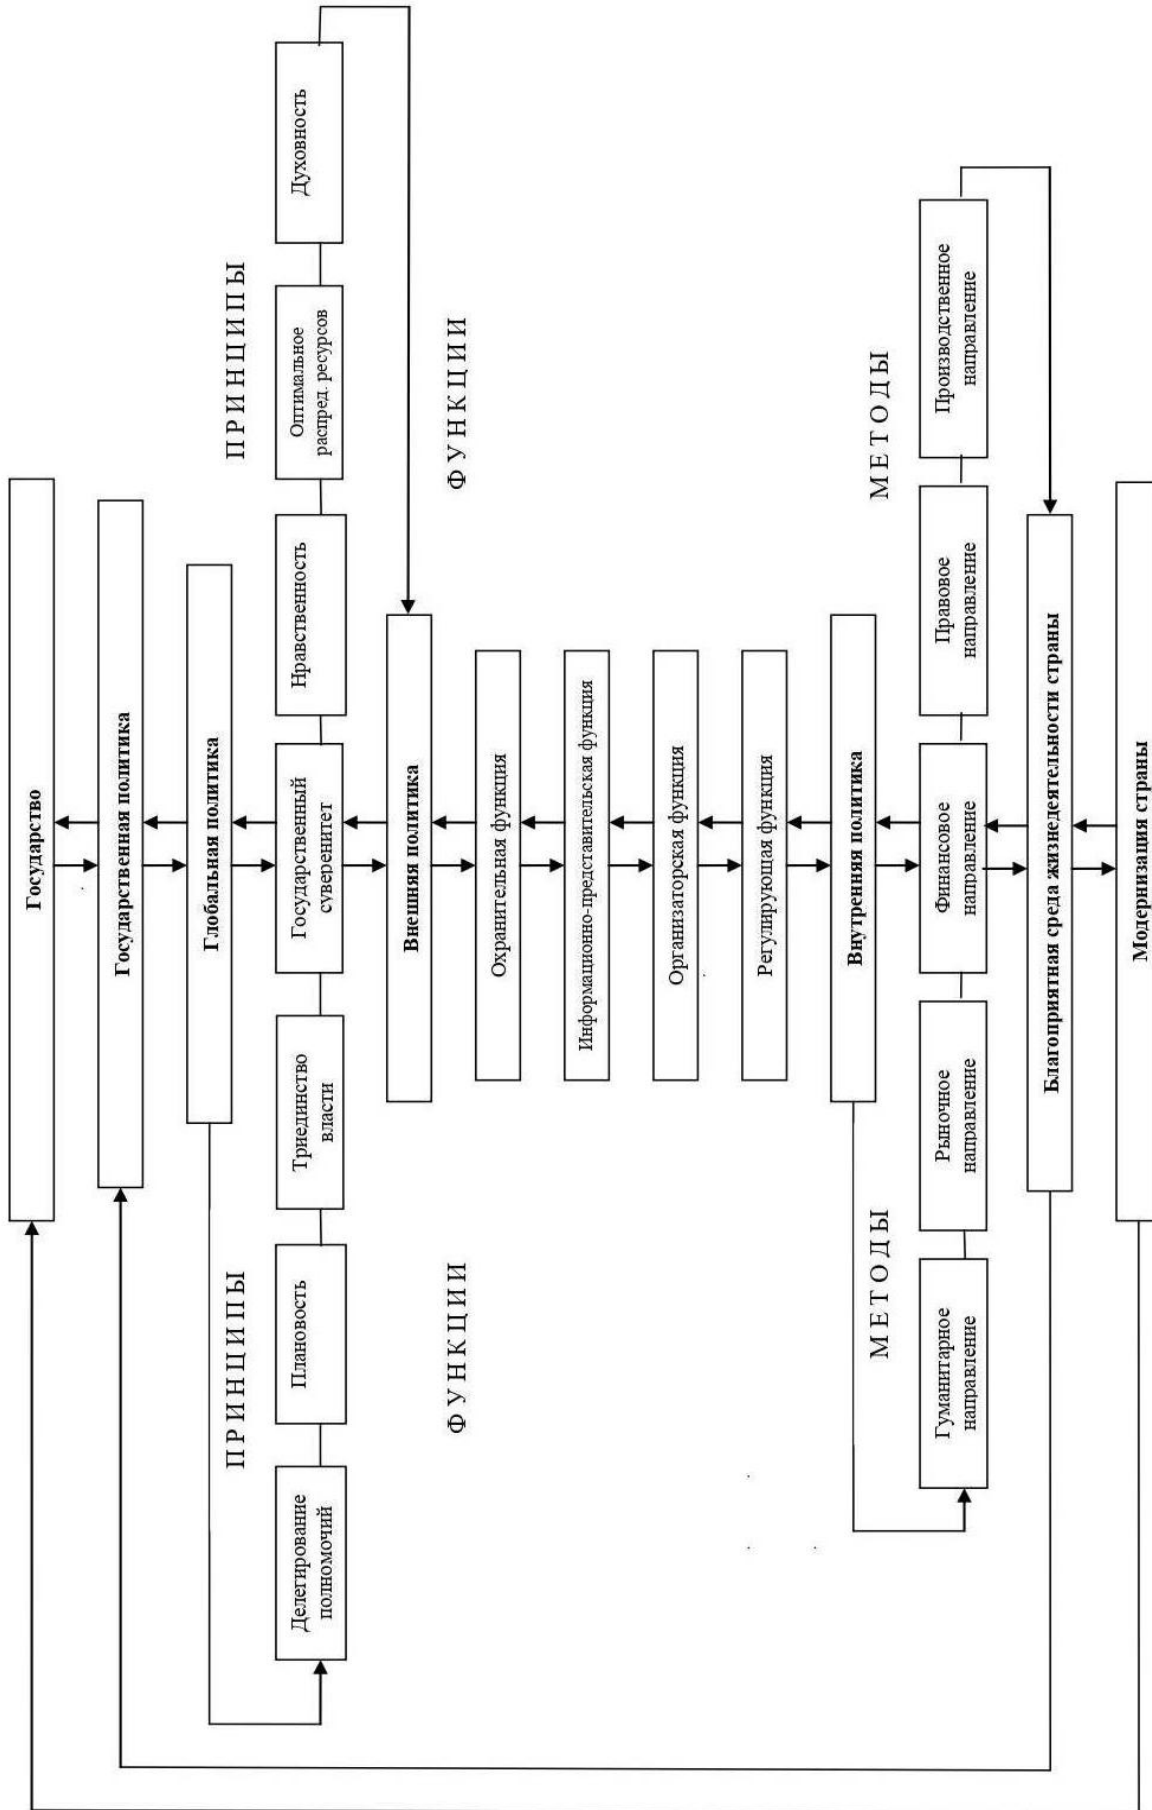 Государство
Государственная политика
Глобальная политика
ПРИНЦИПЫ
ПРИНЦИПЫ
Делегирование
полномочий
Плановость
Триединство
власти
Государственный
суверенитет
Нравственность
Оптимальное
распред. ресурсов
Духовность
Внешняя политика
ФУНКЦИИ
ФУНКЦИИ
Охранительная функция
Информационно-представительская функция
Организаторская функция
Регулирующая функция
Внутренняя политика
МЕТОДЫ
МЕТОДЫ
Гуманитарное
направление
Рыночное
направление
Финансовое
направление
Правовое
направление
Производственное
направление
Благоприятная среда жизнедеятельности страны
Модернизация страны